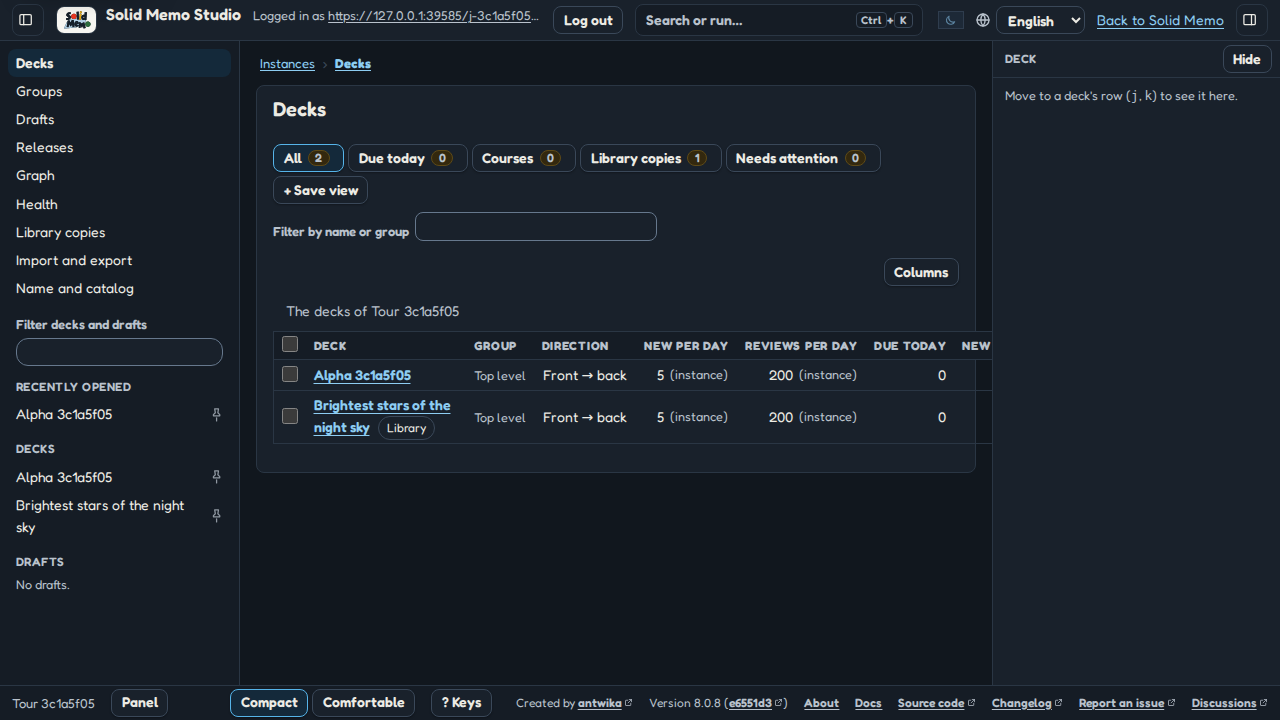 Solid Memo Studio
Logged in as https://127.0.0.1:39585/j-3c1a5f05...
Log out
Search or run...
Ctrl + K
English
Back to Solid Memo
Decks
Groups
Drafts
Releases
Graph
Health
Library copies
Import and export
Name and catalog
Filter decks and drafts
RECENTLY OPENED
Alpha 3c1a5f05
DECKS
Alpha 3c1a5f05
Brightest stars of the night
sky
DRAFTS
No drafts.
Instances › Decks
Decks
All 2
Due today 0
Courses 0
Library copies 1
Needs attention 0
+ Save view
Filter by name or group
Columns
The decks of Tour 3c1a5f05
DECK GROUP DIRECTION NEW PER DAY REVIEWS PER DAY DUE TODAY NEW
Alpha 3c1a5f05 Top level Front → back 5 (instance) 200 (instance) 0
Brightest stars of the
night sky Library Top level Front → back 5 (instance) 200 (instance) 0
DECK
Hide
Move to a deck's row (j, k) to see it here.
Tour 3c1a5f05
Panel
Compact
Comfortable
? Keys
Created by antwika
Version 8.0.8 (e6551d3)
About
Docs
Source code
Changelog
Report an issue
Discussions